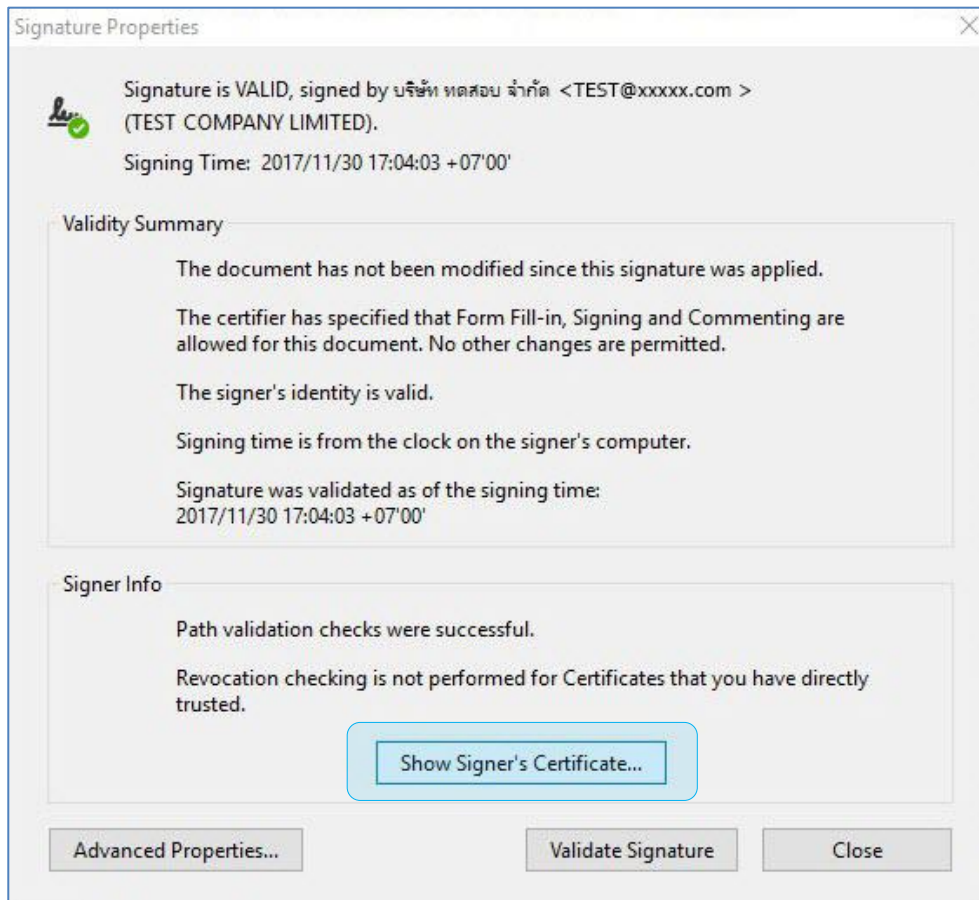 Signature Properties
Signature is VALID, signed by บริษัท ทดสอบ จำกัด <TEST@xxxxx.com >
(TEST COMPANY LIMITED).
Signing Time: 2017/11/30 17:04:03 +07'00'
Validity Summary
The document has not been modified since this signature was applied.
The certifier has specified that Form Fill-in, Signing and Commenting are
allowed for this document. No other changes are permitted.
The signer's identity is valid.
Signing time is from the clock on the signer's computer.
Signature was validated as of the signing time:
2017/11/30 17:04:03 +07'00'
Signer Info
Path validation checks were successful.
Revocation checking is not performed for Certificates that you have directly
trusted.
Show Signer's Certificate...
Advanced Properties...
Validate Signature
Close